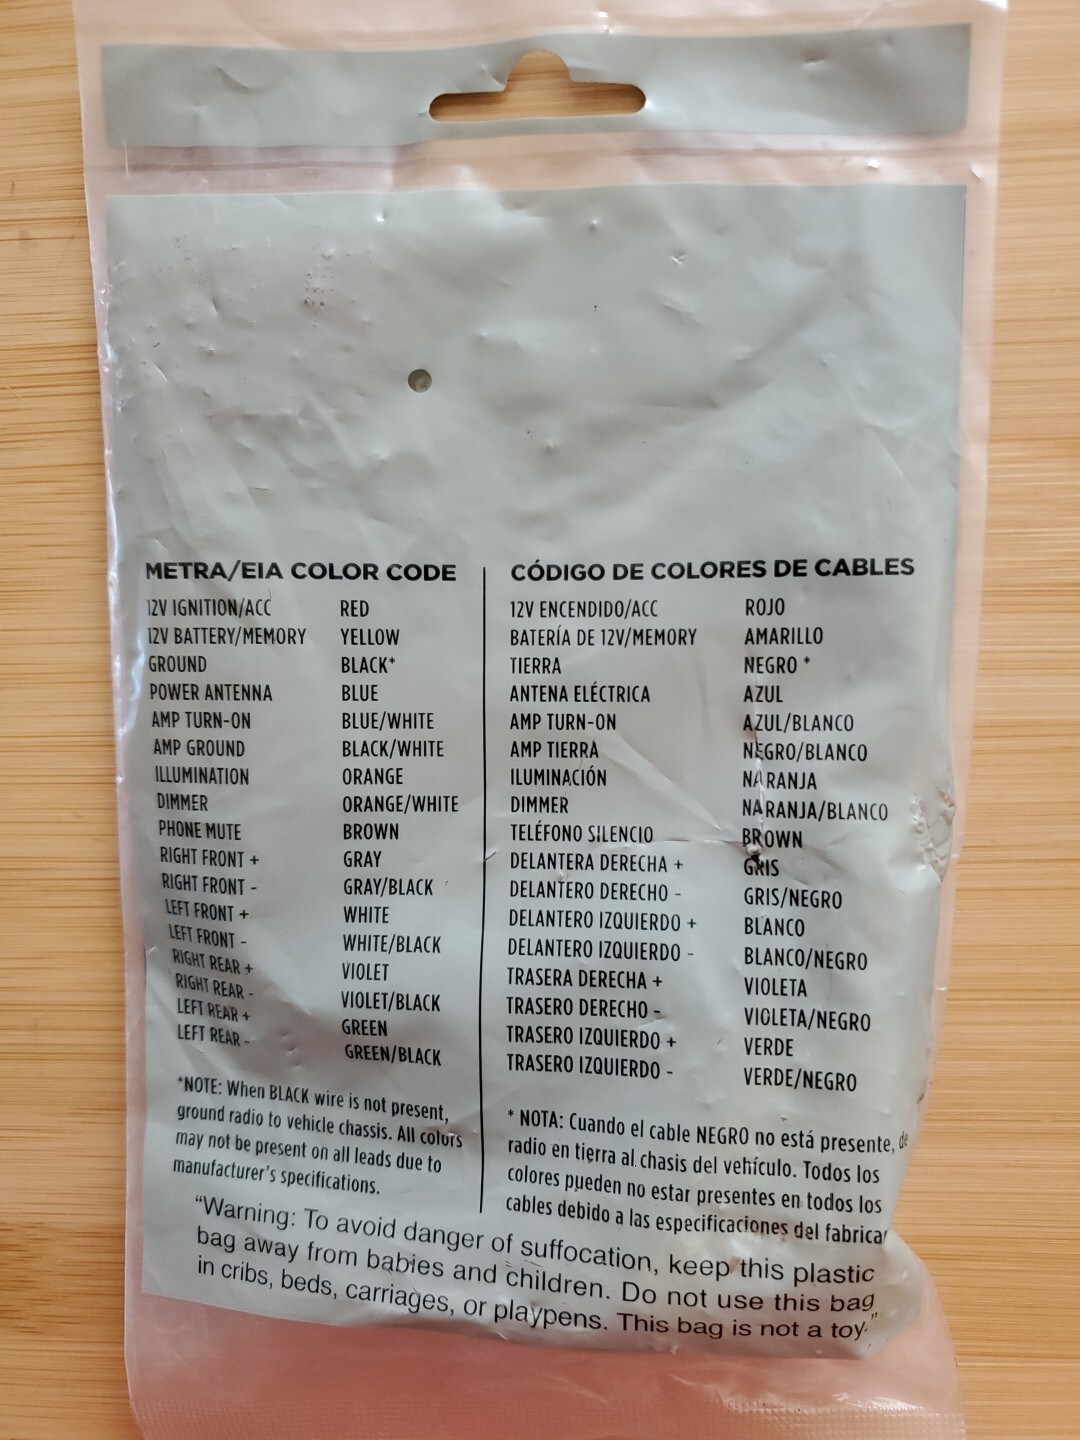 METRA/EIA COLOR CODE
12V IGNITION/ACC RED
12V BATTERY/MEMORY YELLOW
GROUND BLACK*
POWER ANTENNA BLUE
AMP TURN-ON BLUE/WHITE
AMP GROUND BLACK/WHITE
ILLUMINATION ORANGE
DIMMER ORANGE/WHITE
PHONE MUTE BROWN
RIGHT FRONT + GRAY
RIGHT FRONT - GRAY/BLACK
LEFT FRONT + WHITE
LEFT FRONT - WHITE/BLACK
RIGHT REAR + VIOLET
RIGHT REAR - VIOLET/BLACK
LEFT REAR + GREEN
LEFT REAR - GREEN/BLACK
*NOTE: When BLACK wire is not present,
ground radio to vehicle chassis. All colors
may not be present on all leads due to
manufacturer's specifications.
CÓDIGO DE COLORES DE CABLES
12V ENCENDIDO/ACC ROJO
BATERÍA DE 12V/MEMORY AMARILLO
TIERRA NEGRO *
ANTENA ELÉCTRICA AZUL
AMP TURN-ON AZUL/BLANCO
AMP TIERRA NEGRO/BLANCO
ILUMINACIÓN NARANJA
DIMMER NARANJA/BLANCO
TELÉFONO SILENCIO BROWN
DELANTERA DERECHA + GRIS
DELANTERO DERECHO - GRIS/NEGRO
DELANTERO IZQUIERDO + BLANCO
DELANTERO IZQUIERDO - BLANCO/NEGRO
TRASERA DERECHA + VIOLETA
TRASERO DERECHO - VIOLETA/NEGRO
TRASERO IZQUIERDO + VERDE
TRASERO IZQUIERDO - VERDE/NEGRO
* NOTA: Cuando el cable NEGRO no está presente, de
radio en tierra al chasis del vehículo. Todos los
colores pueden no estar presentes en todos los
cables debido a las especificaciones del
"Warning: To avoid danger of suffocation, keep this plastic
bag away from babies and children. Do not use this bag
in cribs, beds, carriages, or playpens. This bag is not a toy."